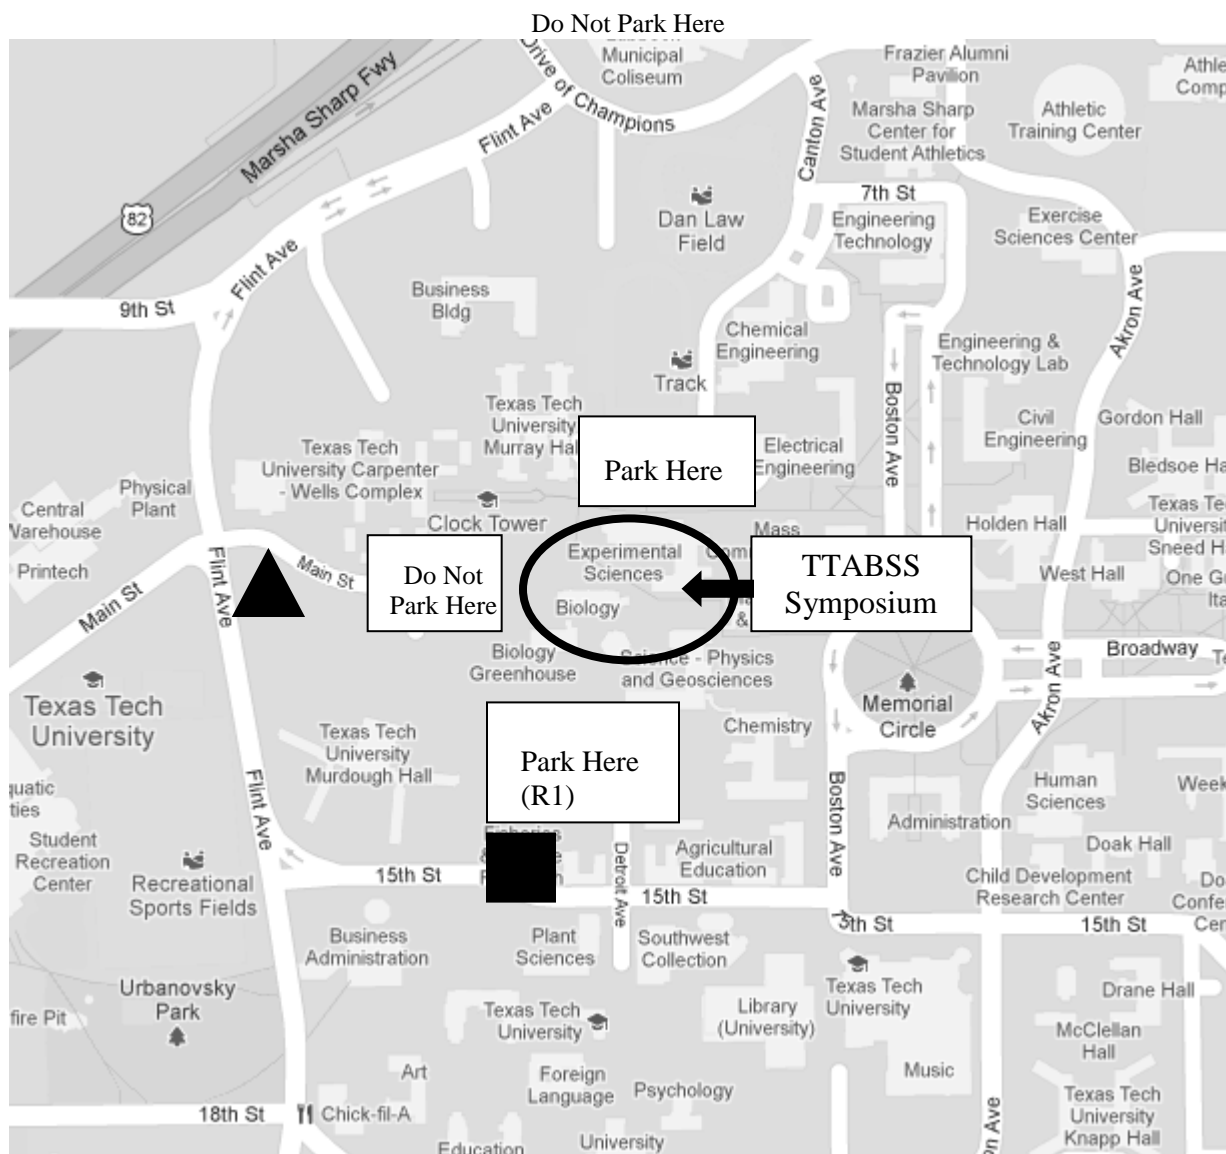 Do Not Park Here
Municipal
Coliseum
Drive of Champions
Frazier Alumni
Pavilion
Marsha Sharp Fwy
Flint Ave
Canton Ave
Marsha Sharp
Center for
Student Athletics
Athletic
Training Center
82
7th St
Dan Law
Field
Engineering
Technology
Exercise
Sciences Center
Flint Ave
9th St
Business
Bldg
Chemical
Engineering
Akron Ave
Engineering &
Technology Lab
Track
Boston Ave
Texas Tech
University
Murray
Civil
Engineering
Gordon Hall
Texas Tech
University Carpenter
- Wells Complex
Park Here
Electrical
Engineering
Bledsoe
Physical
Plant
Central
Warehouse
Clock Tower
Mass
Holden Hall
Texas
Sneed
Printech
Main St
Flint Ave
Main St
Do Not
Park Here
Experimental
Sciences
Biology
TTABSS
Symposium
&
West Hall
One
Biology
Greenhouse
Science - Physics
and Geosciences
Broadway
Texas Tech
University
Memorial
Circle
Akron Ave
Chemistry
Texas Tech
University
Murdough Hall
Park Here
(R1)
Flint Ave
Boston Ave
Human
Sciences
Student
Recreation
Center
Administration
Doak Hall
Recreational
Sports Fields
15th St
Detroit Ave
Agricultural
Education
Child Development
Research Center
15th St
15th St
15th St
Business
Administration
Plant
Sciences
Southwest
Collection
Urbanovsky
Park
Texas Tech
University
Drane Hall
fire Pit
Texas Tech
University
Library
(University)
McClellan
Hall
Art
Foreign
Language
Psychology
Music
18th St
Chick-fil-A
Texas Tech
University
Knapp Hall
Education
University
Ave